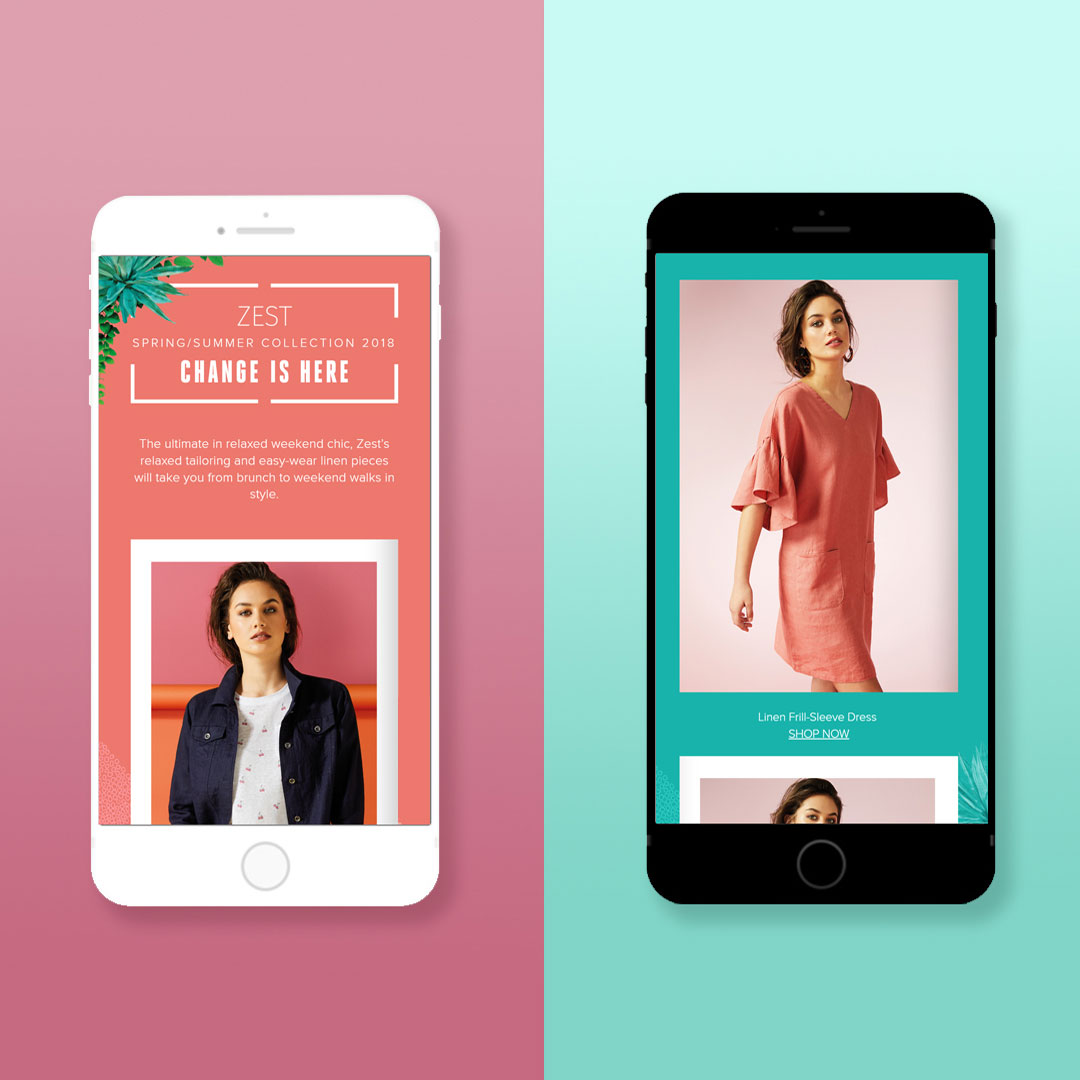 ZEST
SPRING/SUMMER COLLECTION 2018
CHANGE IS HERE
The ultimate in relaxed weekend chic, Zest's
relaxed tailoring and easy-wear linen pieces
will take you from brunch to weekend walks in
style.
Linen Frill-Sleeve Dress
SHOP NOW